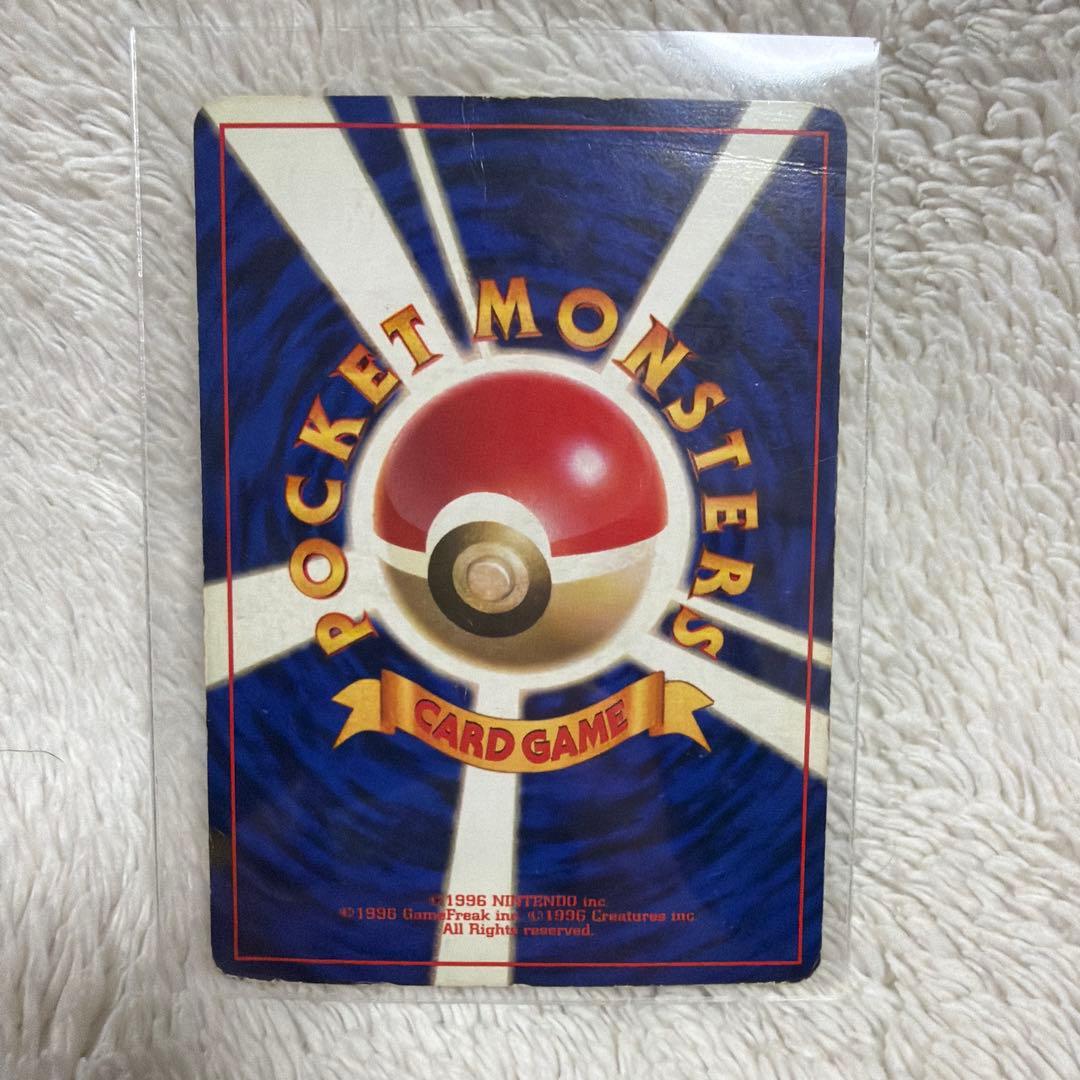 POCKET MONSTERS
CARD GAME
©1996 NINTENDO inc.
©1996 GameFreak inc. ©1996 Creatures inc.
All Rights reserved.